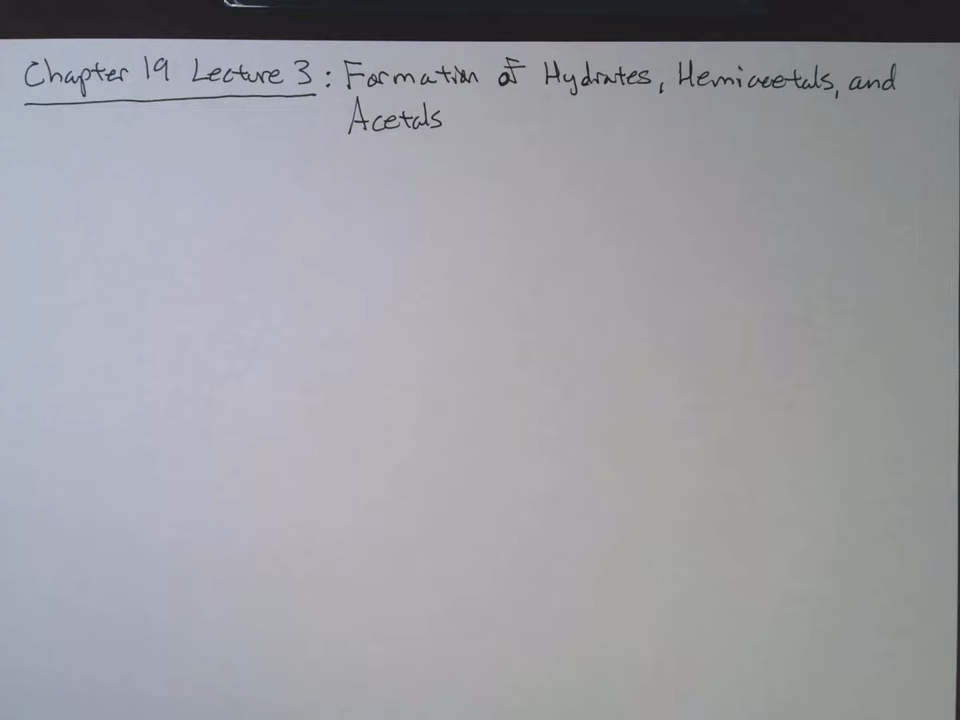 Chapter 19 Lecture 3: Formation of Hydrates, Hemiacetals, and
Acetals